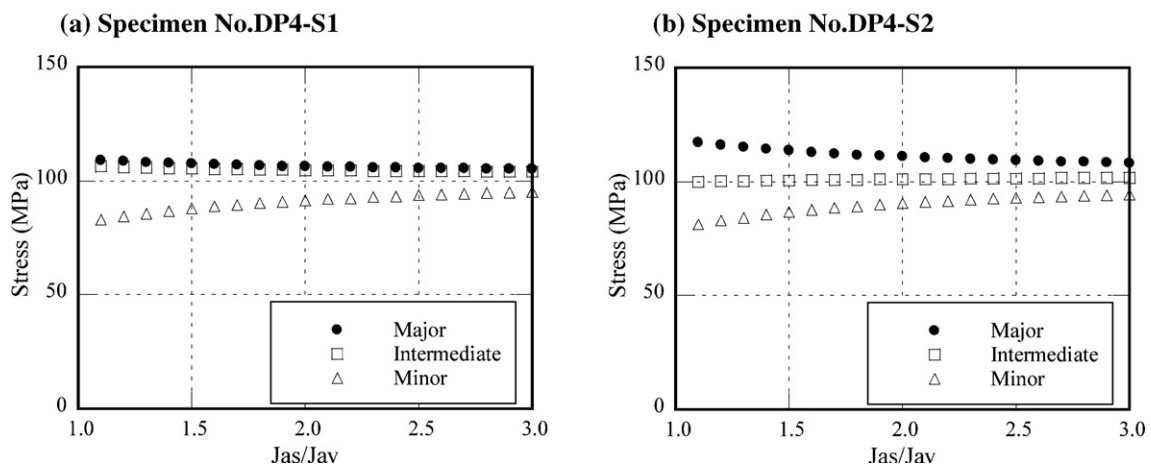 (a) Specimen No.DP4-S1
150
100
50
0
Stress (MPa)
Major
Intermediate
Minor
1.0 1.5 2.0 2.5 3.0
Jas/Jav
(b) Specimen No.DP4-S2
150
100
50
0
Stress (MPa)
Major
Intermediate
Minor
1.0 1.5 2.0 2.5 3.0
Jas/Jav